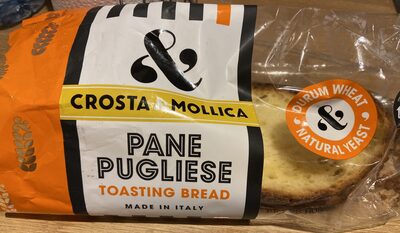 &
CROSTA & MOLLICA
PANE
PUGLIESE
TOASTING BREAD
MADE IN ITALY
DURUM WHEAT
&
NATURAL YEAST